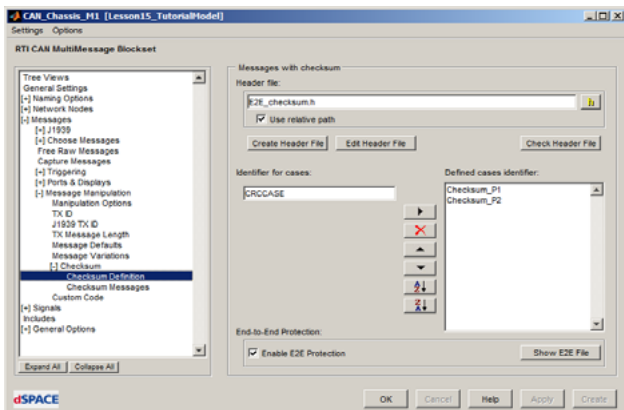 CAN_Chassis_M1 [Lesson15_TutorialModel]
Settings Options
RTI CAN MultiMessage Blockset
Tree Views
General Settings
[+] Naming Options
[+] Network Nodes
[-] Messages
[+] J1939
[+] Choose Messages
Free Raw Messages
Capture Messages
[+] Triggering
[+] Ports & Displays
[-] Message Manipulation
Manipulation Options
TX ID
J1939 TX ID
TX Message Length
Message Defaults
Message Variations
[-] Checksum
Checksum Definition
Checksum Messages
Custom Code
[+] Signals
Includes
[+] General Options
Expand All Collapse All
Messages with checksum
Header file:
E2E_checksum.h
h
Use relative path
Create Header File Edit Header File Check Header File
Identifier for cases: Defined cases identifier:
CRCCASE
Checksum_P1
Checksum_P2
A
Z
Z
A
End-to-End Protection:
Enable E2E Protection Show E2E File
dSPACE OK Cancel Help Apply Create